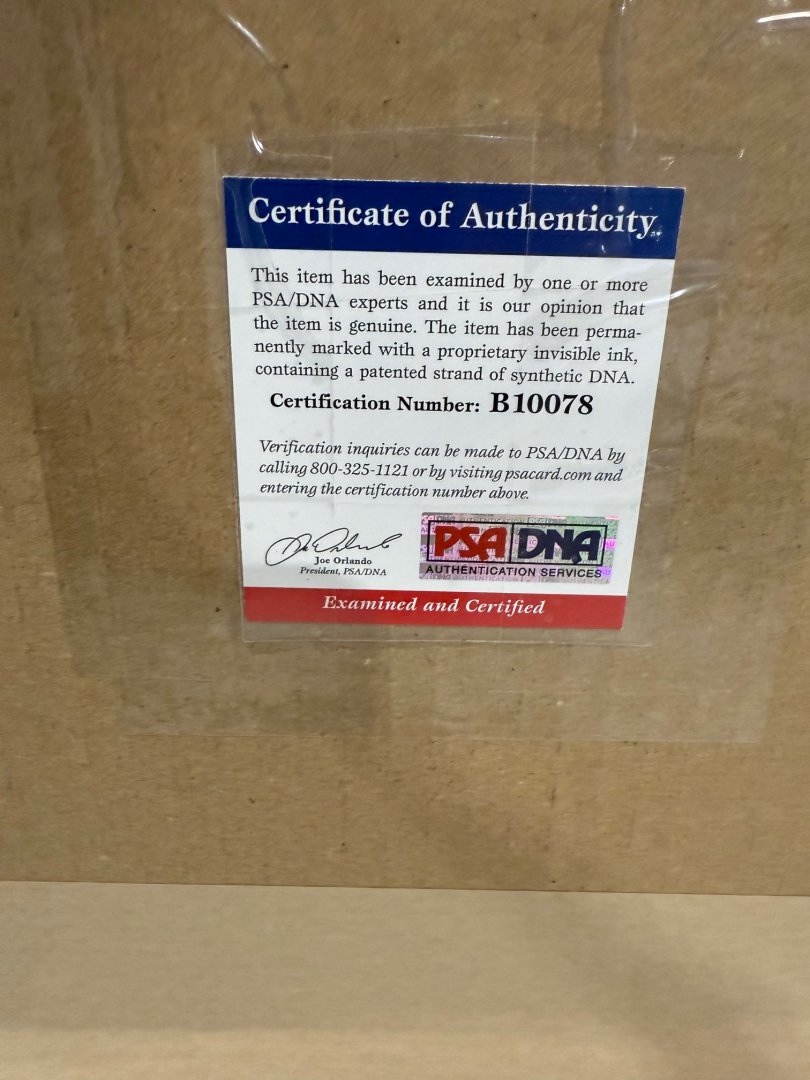 Certificate of Authenticity
This item has been examined by one or more
PSA/DNA experts and it is our opinion that
the item is genuine. The item has been perma-
nently marked with a proprietary invisible ink,
containing a patented strand of synthetic DNA.
Certification Number: B10078
Verification inquiries can be made to PSA/DNA by
calling 800-325-1121 or by visiting psacard.com and
entering the certification number above.
Joe Orlando
President, PSA/DNA
PSA DNA
AUTHENTICATION SERVICES
Examined and Certified